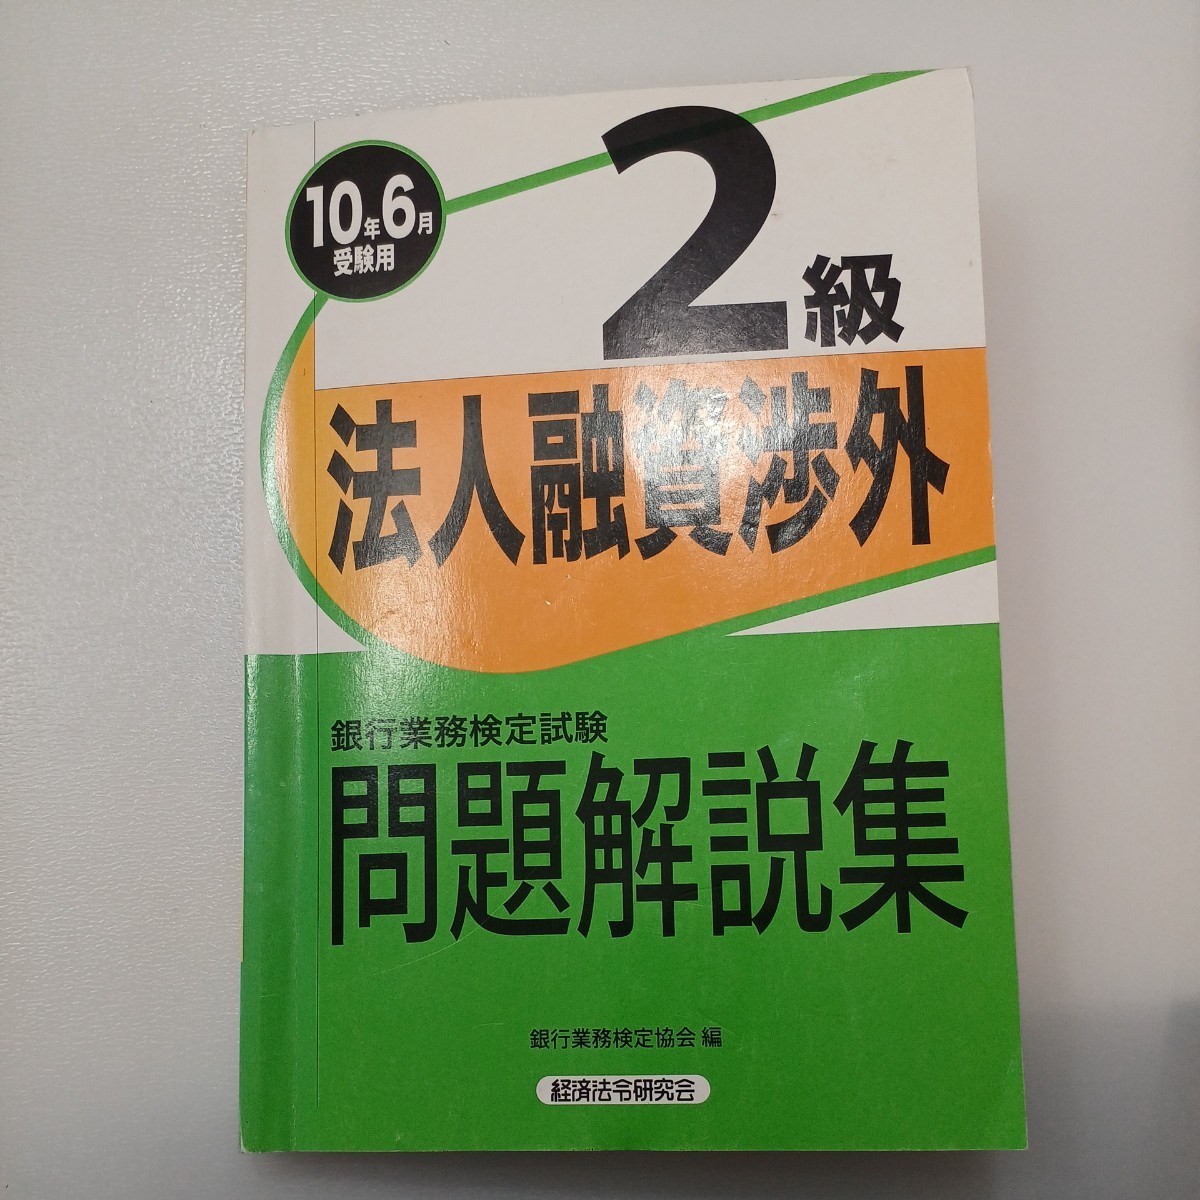 10年6月
受験用
2級
法人融資渉外
銀行業務検定試験
問題解説集
銀行業務検定協会 編
経済法令研究会